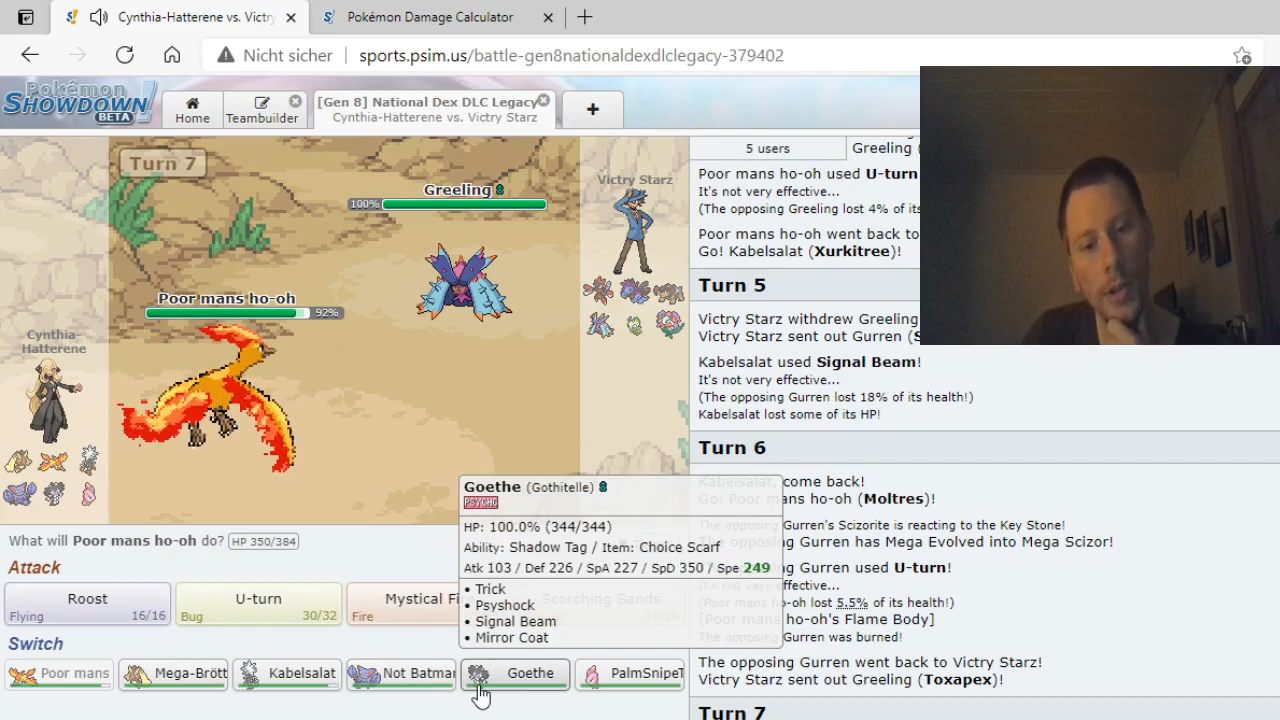 Cynthia-Hatterene vs. Victry
Pokémon Damage Calculator
Nicht sicher
sports.psim.us/battle-gen8nationaldexdlclegacy-379402
Pokémon
SHOWDOWN!
BETA
Home
Teambuilder
[Gen 8] National Dex DLC Legacy
Cynthia-Hatterene vs. Victry Starz
Turn 7
Greeling
100%
Poor mans ho-oh
92%
Cynthia-
Hatterene
Victry Starz
5 users
Greeling (
Poor mans ho-oh used U-turn
It's not very effective...
(The opposing Greeling lost 4% of its
Poor mans ho-oh went back to
Go! Kabelsalat (Xurkitree)!
Turn 5
Victry Starz withdrew Greeling
Victry Starz sent out Gurren (
Kabelsalat used Signal Beam!
It's not very effective...
(The opposing Gurren lost 18% of its health!)
Kabelsalat lost some of its HP!
Turn 6
Kabelsalat, come back!
Go! Poor mans ho-oh (Moltres)!
The opposing Gurren's Scizorite is reacting to the Key Stone!
The opposing Gurren has Mega Evolved into Mega Scizor!
opposing Gurren used U-turn!
It's not very effective...
(Poor mans ho-oh lost 5.5% of its health!)
[Poor mans ho-oh's Flame Body]
The opposing Gurren was burned!
The opposing Gurren went back to Victry Starz!
Victry Starz sent out Greeling (Toxapex)!
Turn 7
What will Poor mans ho-oh do? HP 350/384
Attack
Roost
Flying 16/16
U-turn
Bug 30/32
Mystical Fi
Fire
Scorching Sands
16/16
Switch
Poor mans
Mega-Brött
Kabelsalat
Not Batmar
Goethe
PalmSnipeT
Goethe (Gothitelle)
PSYCHO
HP: 100.0% (344/344)
Ability: Shadow Tag / Item: Choice Scarf
Atk 103 / Def 226 / SpA 227 / SpD 350 / Spe 249
• Trick
• Psyshock
• Signal Beam
• Mirror Coat